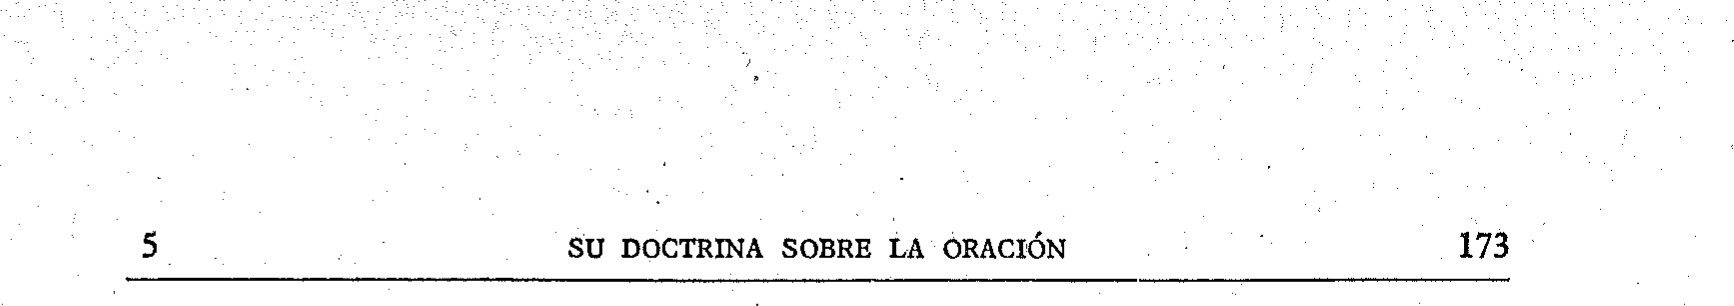 5 SU DOCTRINA SOBRE LA ORACIÓN 173